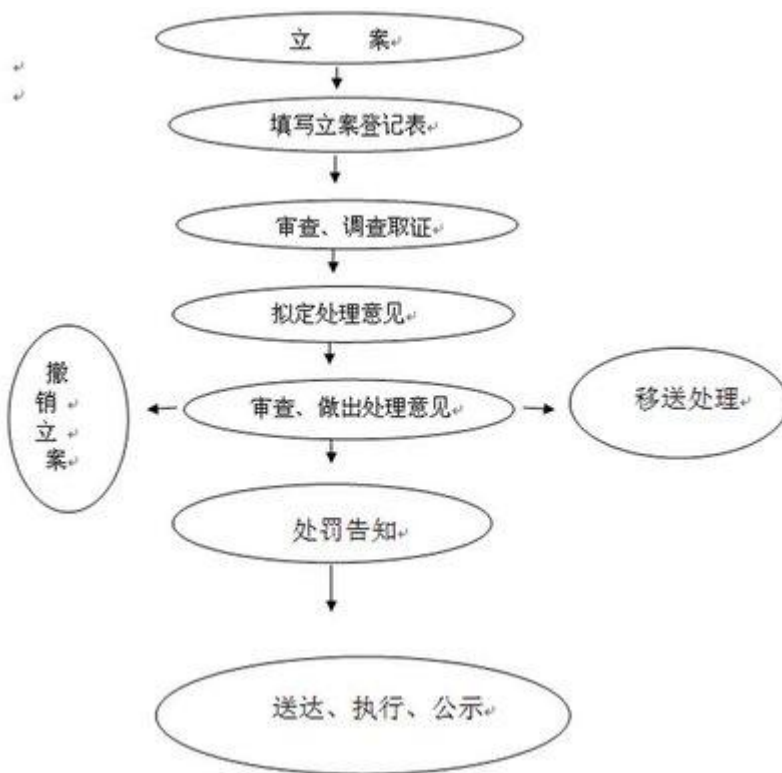 立 案
填写立案登记表
审查、调查取证
拟定处理意见
撤
销
立
案
审查、做出处理意见
移送处理
处罚告知
送达、执行、公示